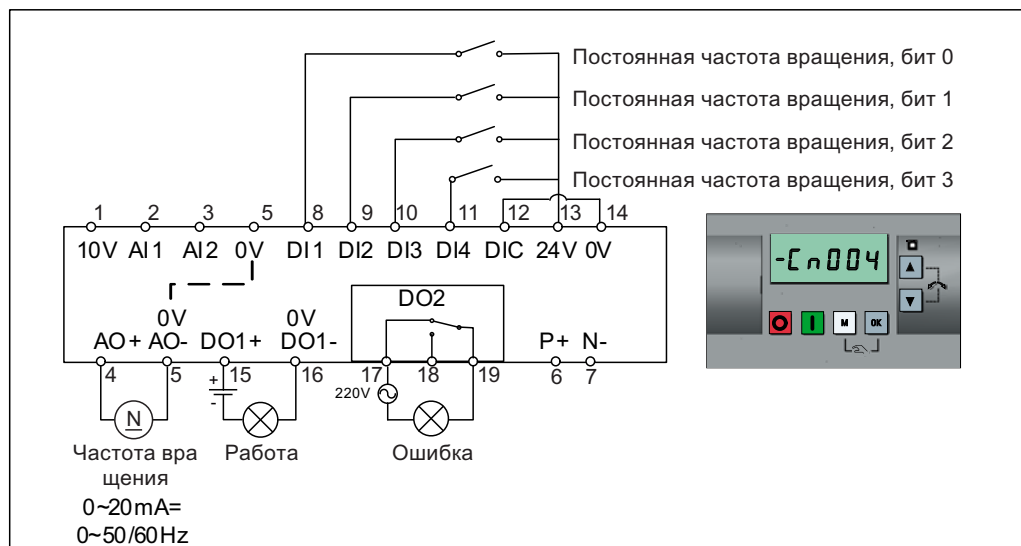 Постоянная частота вращения, бит 0
Постоянная частота вращения, бит 1
Постоянная частота вращения, бит 2
Постоянная частота вращения, бит 3
1 2 3 5 8 9 10 11 12 13 14
10V AI1 AI2 0V DI1 DI2 DI3 DI4 DIC 24V 0V
-Cn004
DO2
0V 0V
AO+ AO- DO1+ DO1- P+ N-
4 5 15 16 17 18 19 6 7
+
-
220V
N
M OK
Частота вра
щения
Работа
Ошибка
0~20mA=
0~50/60Hz